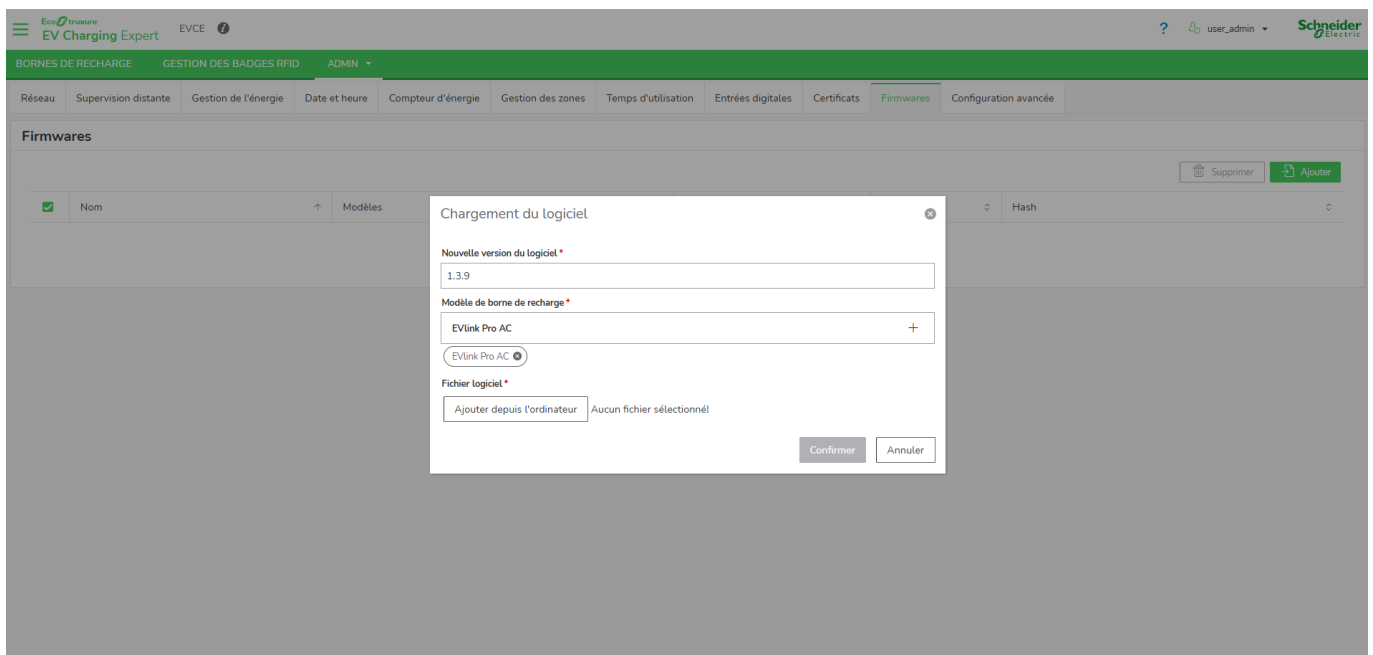 EcoStruxure
EV Charging Expert
EVCE
?
user_admin
Schneider
Electric
BORNES DE RECHARGE GESTION DES BADGES RFID ADMIN
Réseau Supervision distante Gestion de l'énergie Date et heure Compteur d'énergie Gestion des zones Temps d'utilisation Entrées digitales Certificats Firmwares Configuration avancée
Firmwares
Supprimer Ajouter
Nom Modèles Hash
Chargement du logiciel
Nouvelle version du logiciel *
1.3.9
Modèle de borne de recharge *
EVlink Pro AC +
EVlink Pro AC
Fichier logiciel *
Ajouter depuis l'ordinateur Aucun fichier sélectionné!
Confirmer Annuler